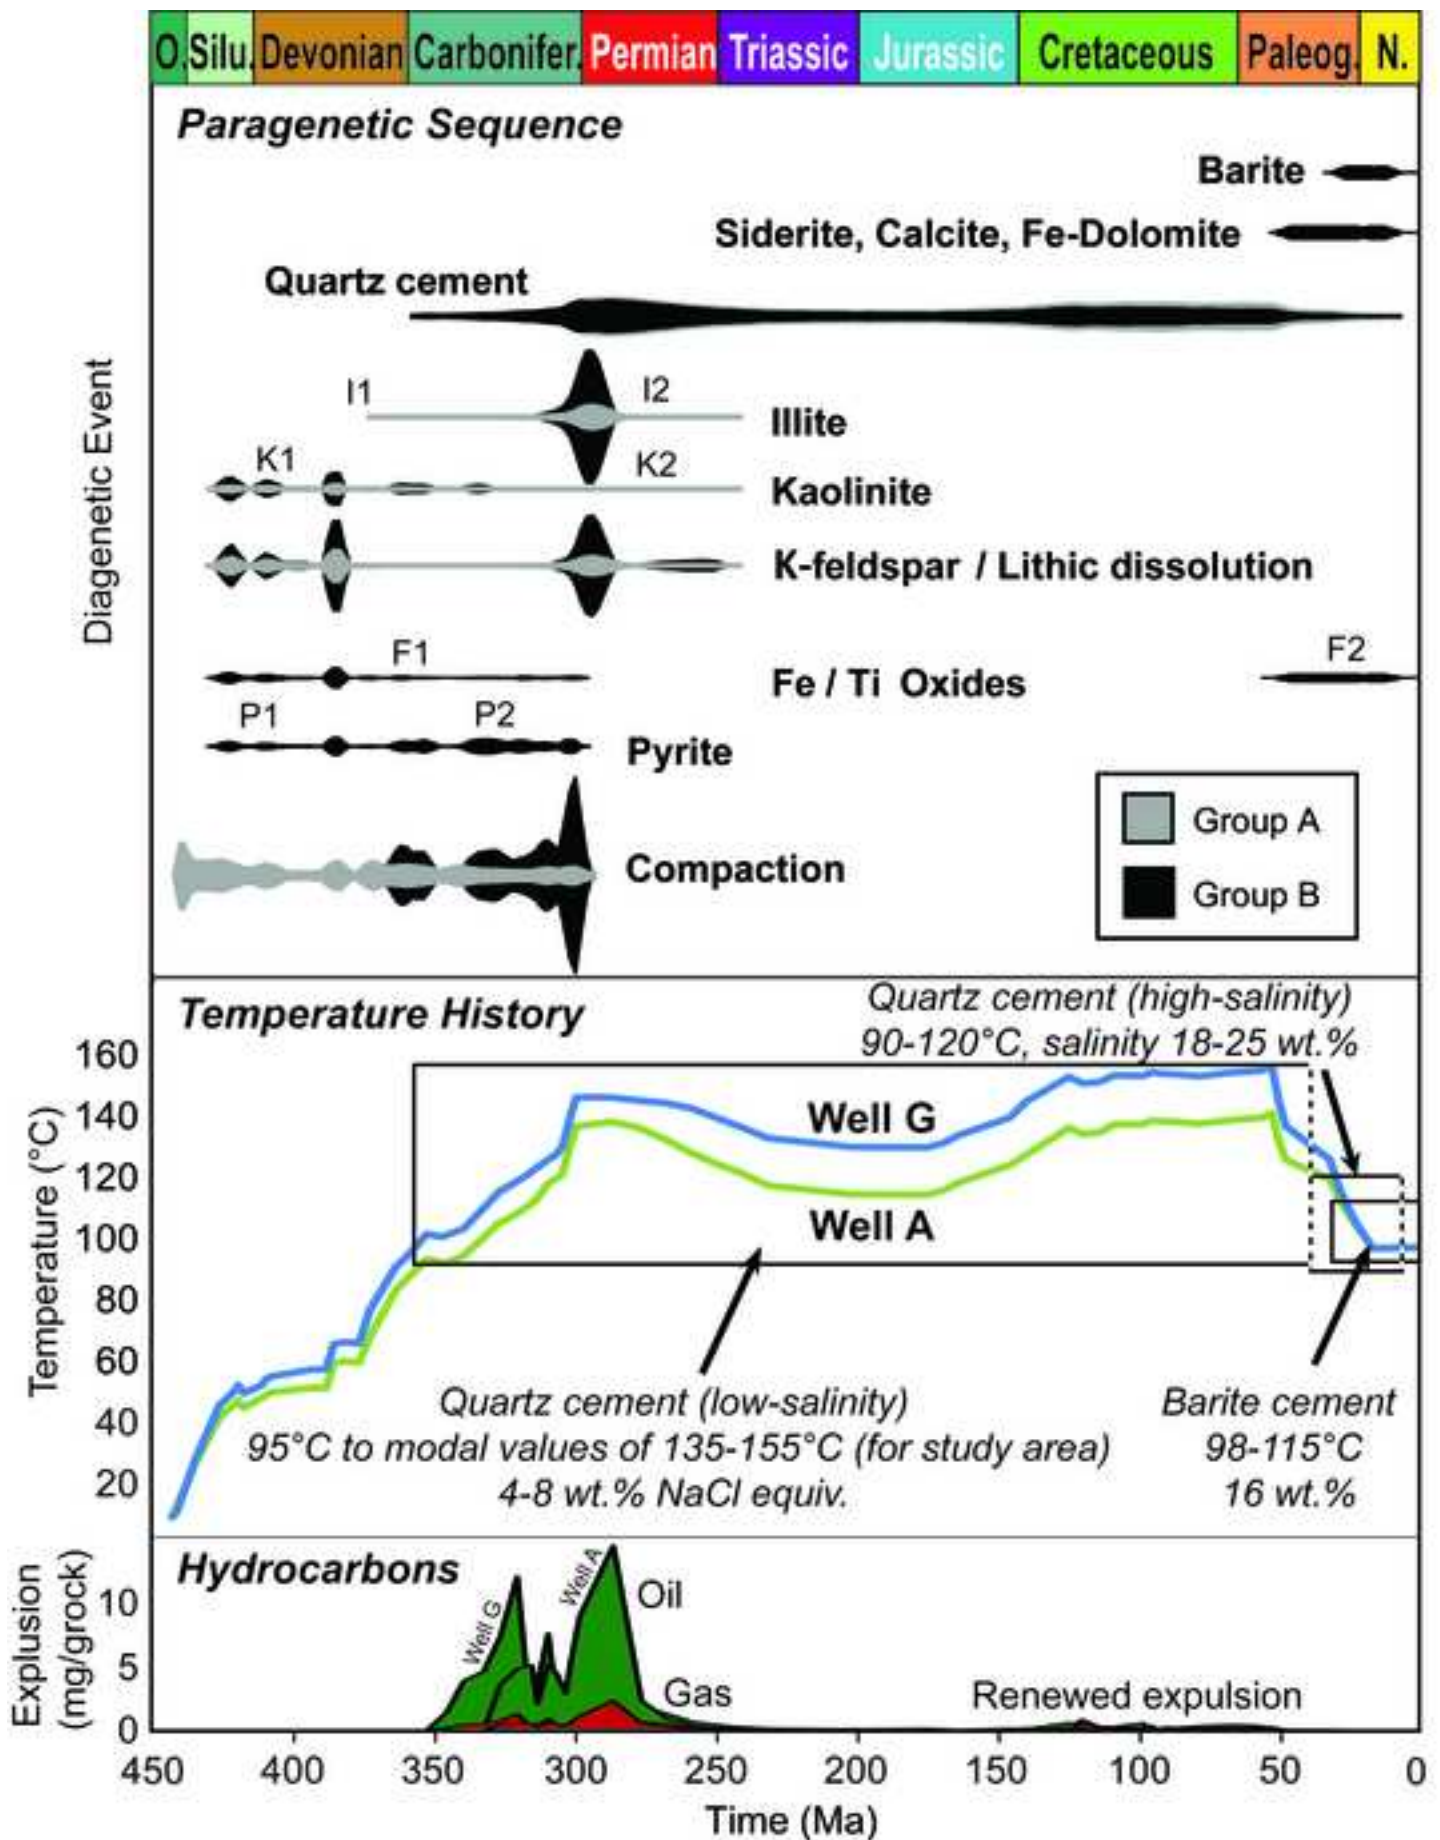 O. Silu. Devonian Carbonifer. Permian Triassic Jurassic Cretaceous Paleog. N.
Paragenetic Sequence
Barite
Siderite, Calcite, Fe-Dolomite
Quartz cement
Diagenetic Event
I1 I2
Illite
K1 K2
Kaolinite
K-feldspar / Lithic dissolution
F1 F2
Fe / Ti Oxides
P1 P2
Pyrite
Group A
Compaction
Group B
Temperature History
Quartz cement (high-salinity)
90-120°C, salinity 18-25 wt.%
Temperature (°C)
160
140
120
100
80
60
40
20
Well G
Well A
Quartz cement (low-salinity)
95°C to modal values of 135-155°C (for study area)
4-8 wt.% NaCl equiv.
Barite cement
98-115°C
16 wt.%
Hydrocarbons
Explusion
(mg/grock)
10
5
0
Well G
Well A
Oil
Gas
Renewed expulsion
450 400 350 300 250 200 150 100 50 0
Time (Ma)